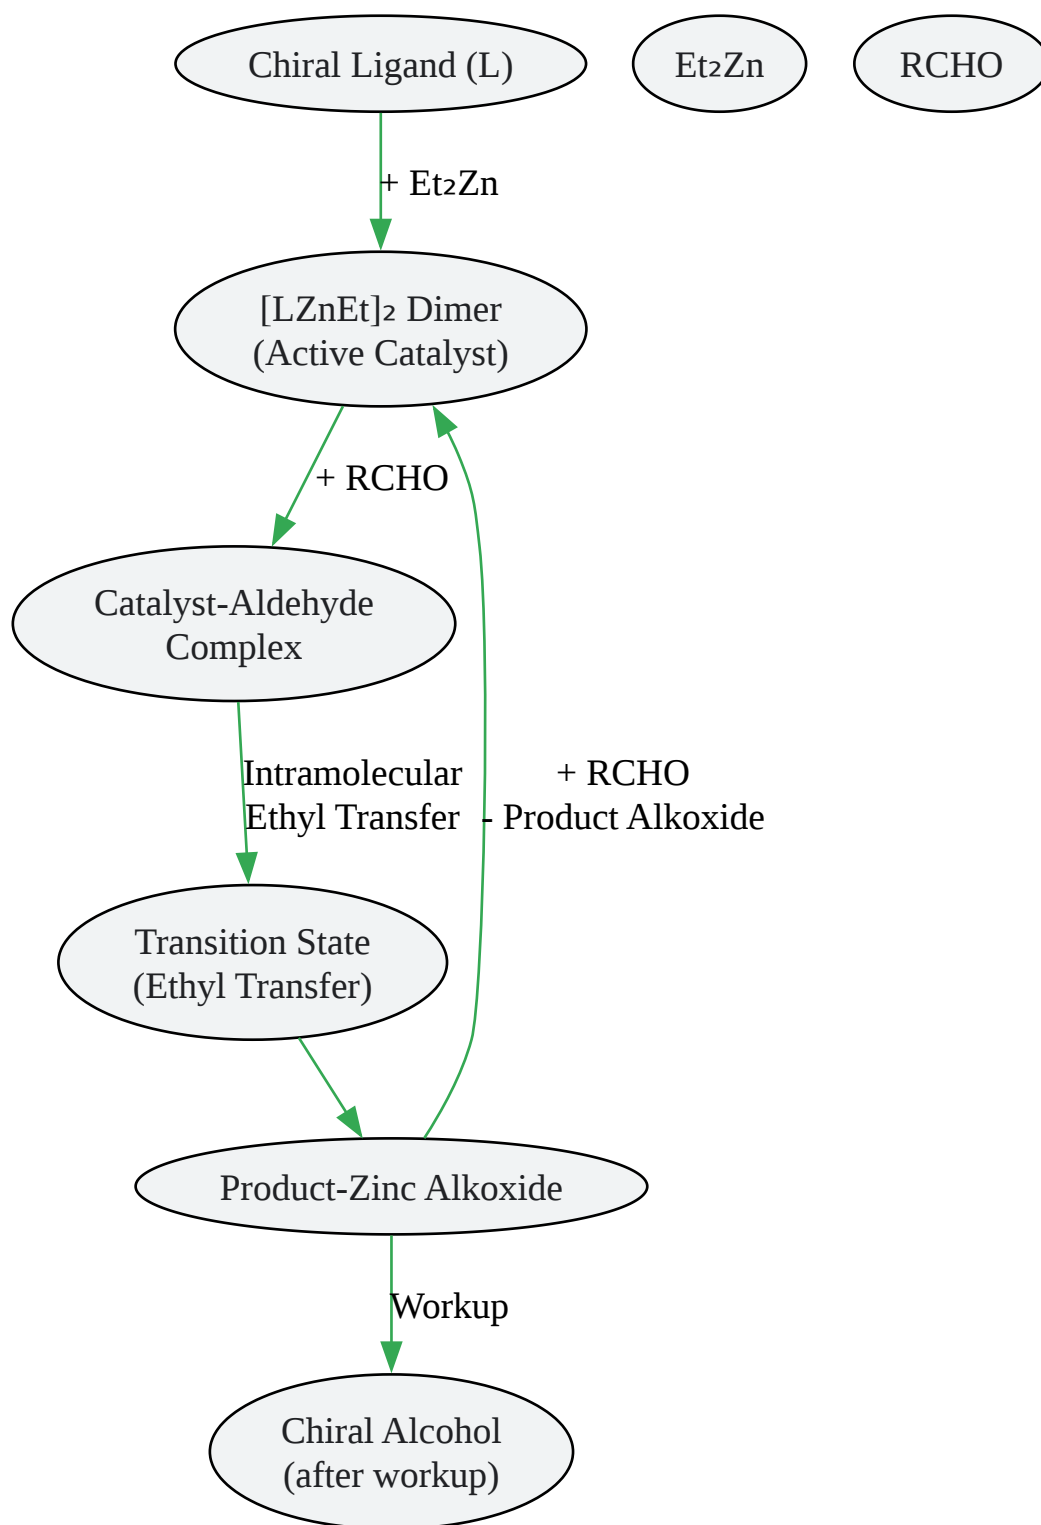 Chiral Ligand (L)
Et₂Zn
RCHO
+ Et₂Zn
[LZnEt]₂ Dimer
(Active Catalyst)
+ RCHO
Catalyst-Aldehyde
Complex
Intramolecular
Ethyl Transfer
+ RCHO
- Product Alkoxide
Transition State
(Ethyl Transfer)
Product-Zinc Alkoxide
Workup
Chiral Alcohol
(after workup)